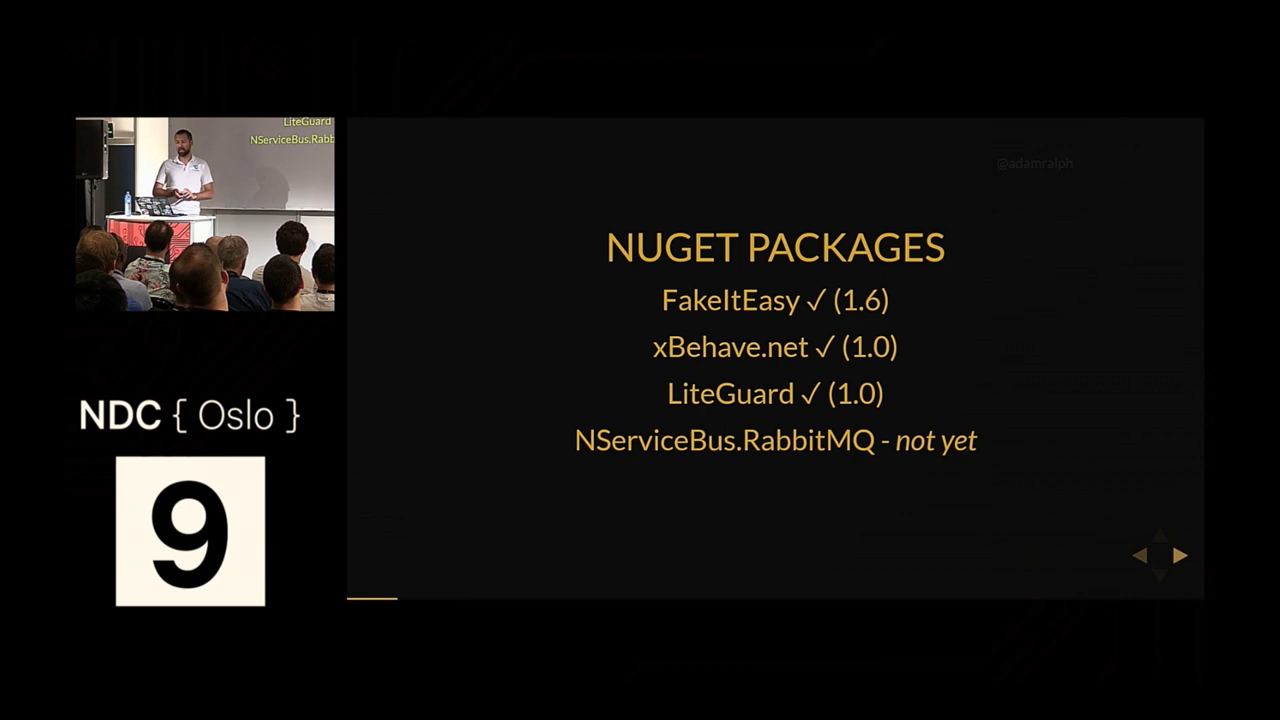 LiteGuard
NServiceBus.Rabb
@adamralph
NUGET PACKAGES
FakeItEasy ✓ (1.6)
xBehave.net ✓ (1.0)
LiteGuard ✓ (1.0)
NServiceBus.RabbitMQ - not yet
NDC { Oslo }
9